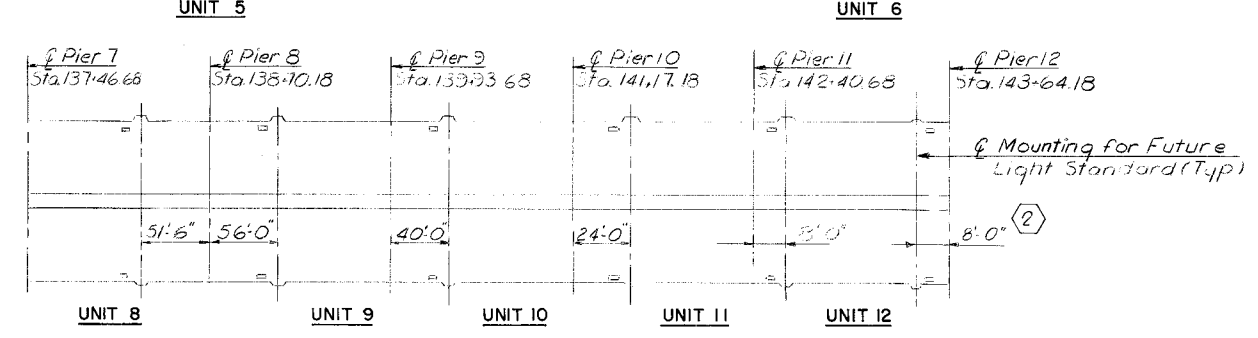 UNIT 5
UNIT 6
℄ Pier 7
Sta. 137+46.68
℄ Pier 8
Sta. 138+70.18
℄ Pier 9
Sta. 139+93.68
℄ Pier 10
Sta. 141+17.18
℄ Pier 11
Sta. 142+40.68
℄ Pier 12
Sta. 143+64.18
℄ Mounting for Future
Light Standard (Typ)
51'-6"
56'-0"
40'-0"
24'-0"
8'-0"
8'-0"
2
UNIT 8
UNIT 9
UNIT 10
UNIT 11
UNIT 12